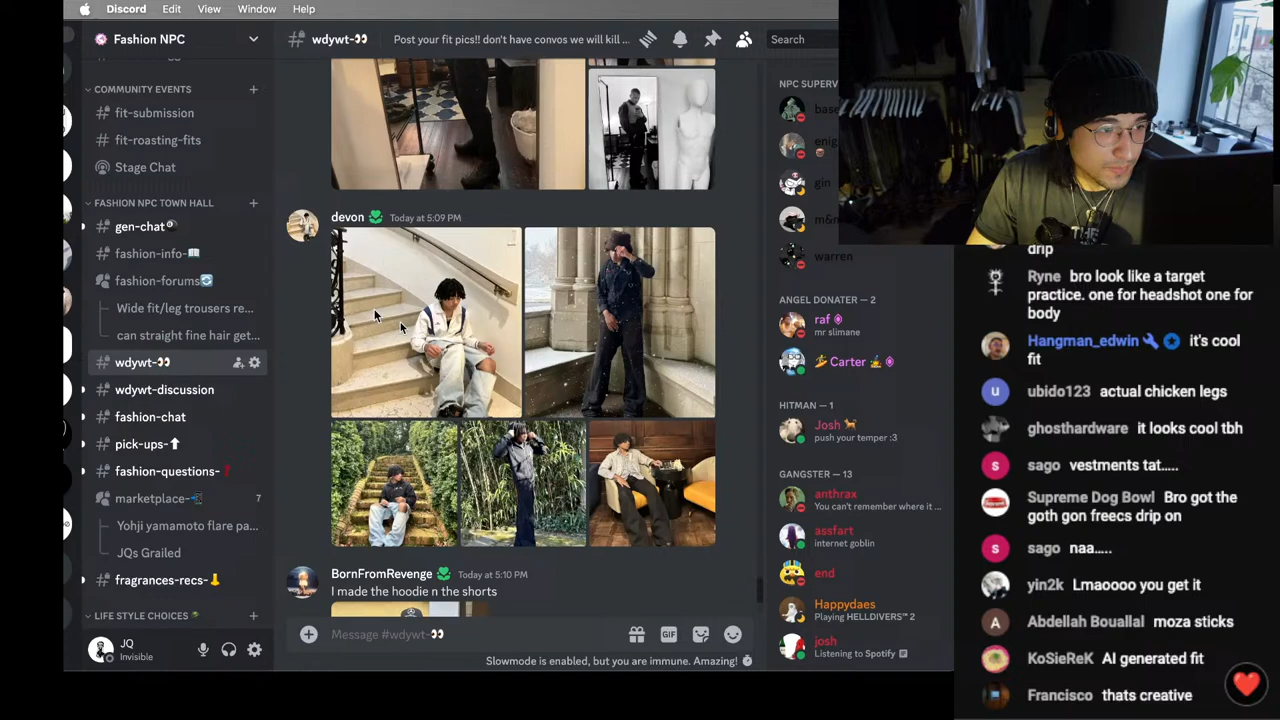 Discord Edit View Window Help
Fashion NPC
wdywt-👀 Post your fit pics!! don't have convos we will kill ... Search
COMMUNITY EVENTS
fit-submission
fit-roasting-fits
Stage Chat
FASHION NPC TOWN HALL
gen-chat
fashion-info-
fashion-forums
Wide fit/leg trousers re...
can straight fine hair get...
wdywt-👀
wdywt-discussion
fashion-chat
pick-ups-
fashion-questions-
marketplace- 7
Yohji yamamoto flare pa...
JQs Grailed
fragrances-recs-
LIFE STYLE CHOICES
JQ
Invisible
devon Today at 5:09 PM
BornFromRevenge Today at 5:10 PM
I made the hoodie n the shorts
Message #wdywt-👀
GIF
Slowmode is enabled, but you are immune. Amazing!
NPC SUPERV
base
enig
gin
m&n
warren
ANGEL DONATER — 2
raf
mr slimane
Carter
HITMAN — 1
Josh
push your temper :3
GANGSTER — 13
anthrax
You can't remember where it ...
assfart
internet goblin
end
Happydaes
Playing HELLDIVERS™ 2
josh
Listening to Spotify
THE
drip
Ryne bro look like a target
practice. one for headshot one for
body
Hangman_edwin it's cool
fit
ubido123 actual chicken legs
ghosthardware it looks cool tbh
sago vestments tat.....
Supreme Dog Bowl Bro got the
goth gon freecs drip on
sago naa.....
yin2k Lmaoooo you get it
Abdellah Bouallal moza sticks
KoSieReK AI generated fit
Francisco thats creative